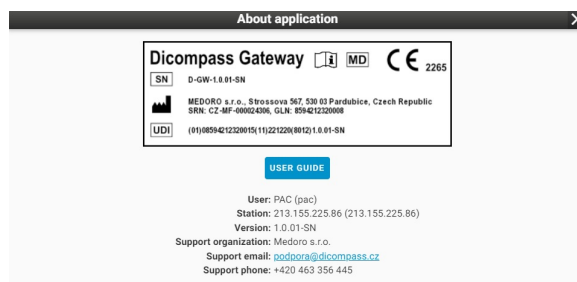 About application
Dicompass Gateway MD CE 2265
SN D-GW-1.0.01-SN
MEDORO s.r.o., Strossova 567, 530 03 Pardubice, Czech Republic
SRN: CZ-MF-000024306, GLN: 8594212320008
UDI (01)08594212320015(11)221220(8012)1.0.01-SN
USER GUIDE
User: PAC (pac)
Station: 213.155.225.86 (213.155.225.86)
Version: 1.0.01-SN
Support organization: Medoro s.r.o.
Support email: podpora@dicompass.cz
Support phone: +420 463 356 445